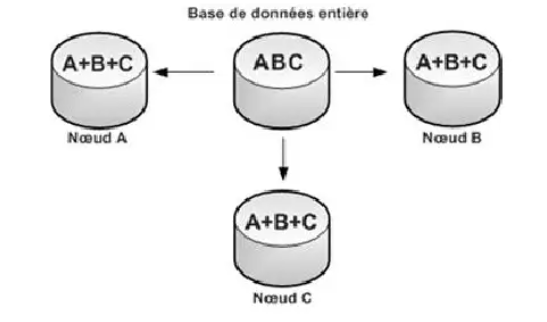 Base de données entière
A+B+C
ABC
A+B+C
Nœud A
Nœud B
A+B+C
Nœud C